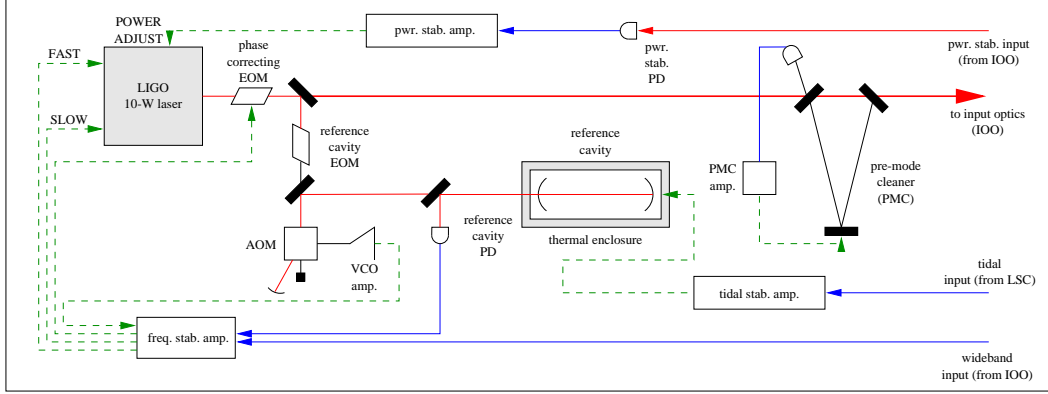 POWER
ADJUST
FAST
phase
correcting
EOM
LIGO
10-W laser
SLOW
pwr. stab. amp.
pwr.
stab.
PD
pwr. stab. input
(from IOO)
to input optics
(IOO)
reference
cavity
EOM
reference
cavity
thermal enclosure
PMC
amp.
pre-mode
cleaner
(PMC)
AOM
VCO
amp.
reference
cavity
PD
tidal
input (from LSC)
tidal stab. amp.
freq. stab. amp.
wideband
input (from IOO)